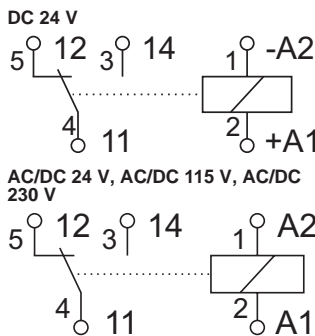 DC 24 V
12 14 -A2
5 3 1
4 2
11 +A1
AC/DC 24 V, AC/DC 115 V, AC/DC
230 V
12 14 A2
5 3 1
4 2
11 A1